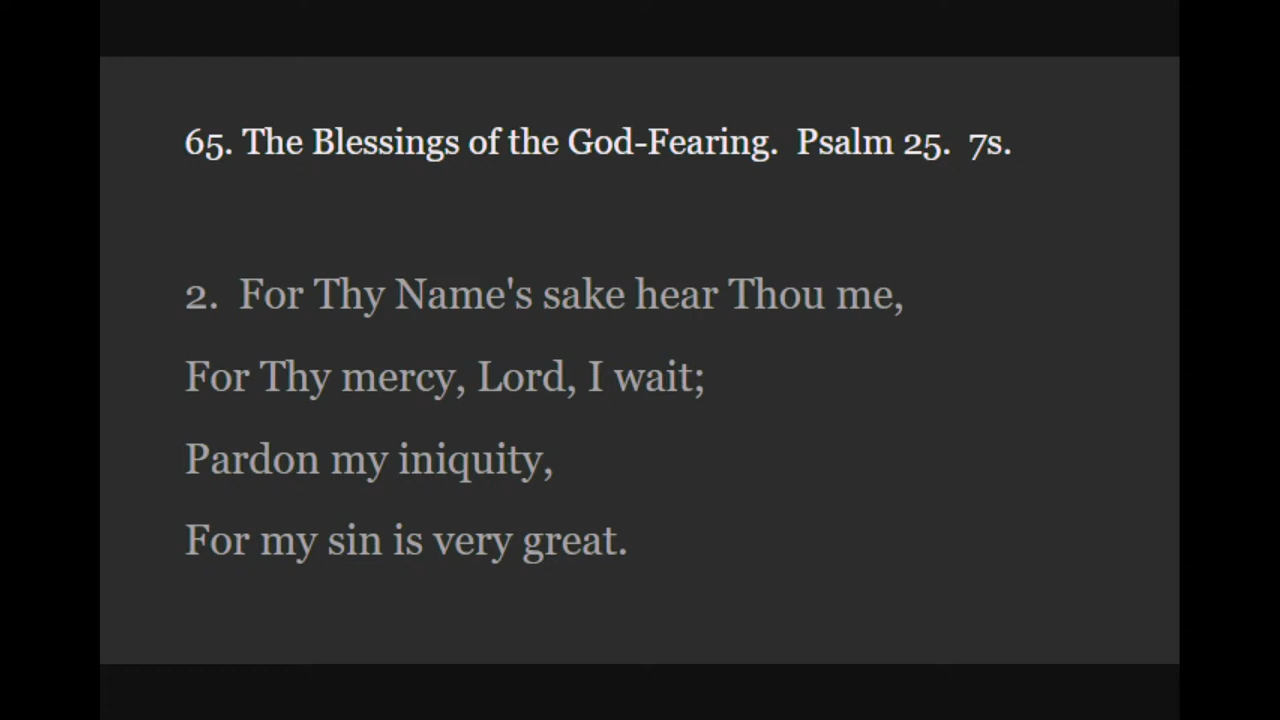 65. The Blessings of the God-Fearing.  Psalm 25.  7s.
2.  For Thy Name's sake hear Thou me,
For Thy mercy, Lord, I wait;
Pardon my iniquity,
For my sin is very great.